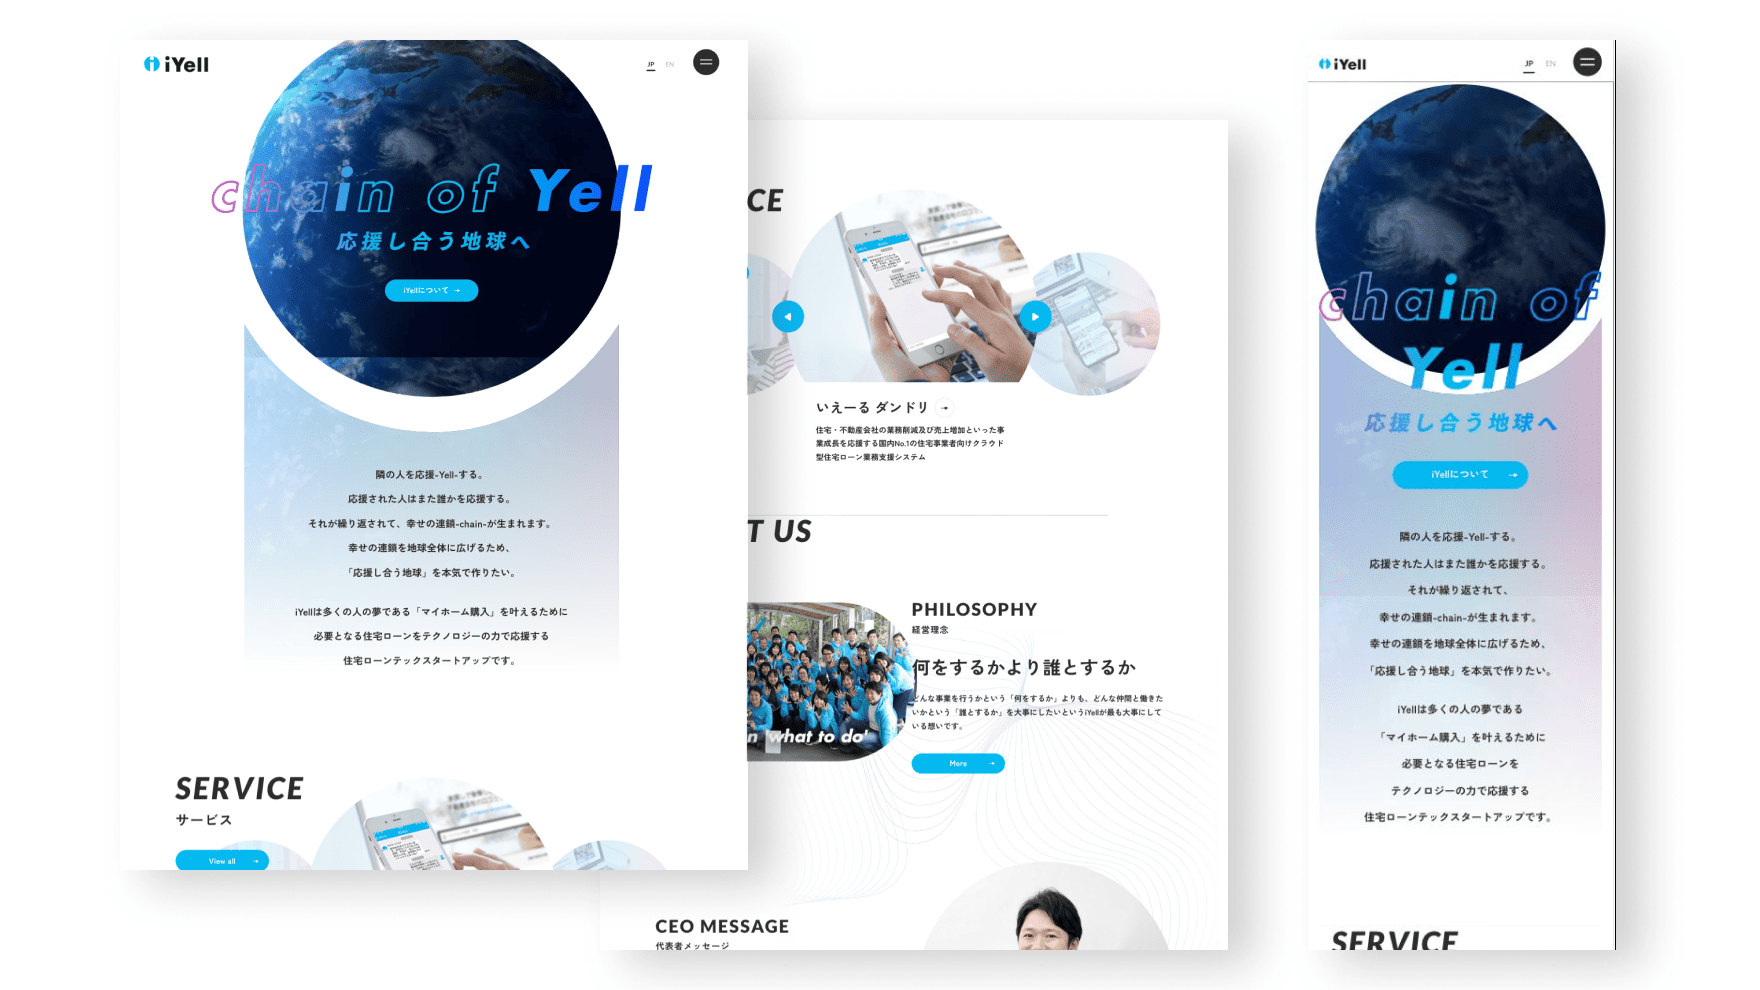 iYell
JP EN
chain of Yell
応援し合う地球へ
iYellについて →
隣の人を応援-Yell-する。
応援された人はまた誰かを応援する。
それが繰り返されて、幸せの連鎖-chain-が生まれます。
幸せの連鎖を地球全体に広げるため、
「応援し合う地球」を本気で作りたい。
iYellは多くの人の夢である「マイホーム購入」を叶えるために
必要となる住宅ローンをテクノロジーの力で応援する
住宅ローンテックスタートアップです。
SERVICE
サービス
View all →
CE
いえーる ダンドリ →
住宅・不動産会社の業務削減及び売上増加といった事
業成長を応援する国内No.1の住宅事業者向けクラウド
型住宅ローン業務支援システム
T US
n 'what to do'
PHILOSOPHY
経営理念
何をするかより誰とするか
どんな事業を行うかという「何をするか」よりも、どんな仲間と働きた
いかという「誰とするか」を大事にしたいというiYellが最も大事にして
いる想いです。
More →
CEO MESSAGE
代表者メッセージ
iYell
JP EN
chain of
Yell
応援し合う地球へ
iYellについて →
隣の人を応援-Yell-する。
応援された人はまた誰かを応援する。
それが繰り返されて、
幸せの連鎖-chain-が生まれます。
幸せの連鎖を地球全体に広げるため、
「応援し合う地球」を本気で作りたい。
iYellは多くの人の夢である
「マイホーム購入」を叶えるために
必要となる住宅ローンを
テクノロジーの力で応援する
住宅ローンテックスタートアップです。
SERVICE